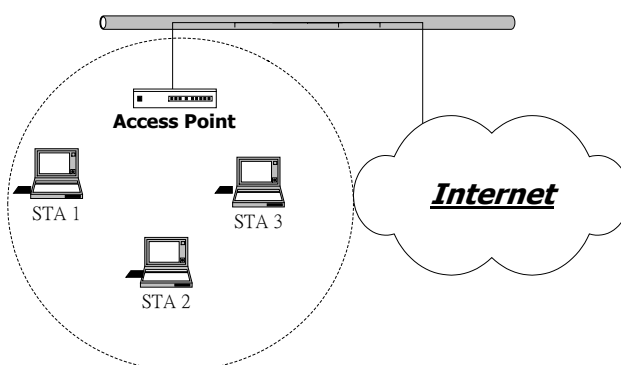 Access Point
STA 1
STA 3
STA 2
Internet